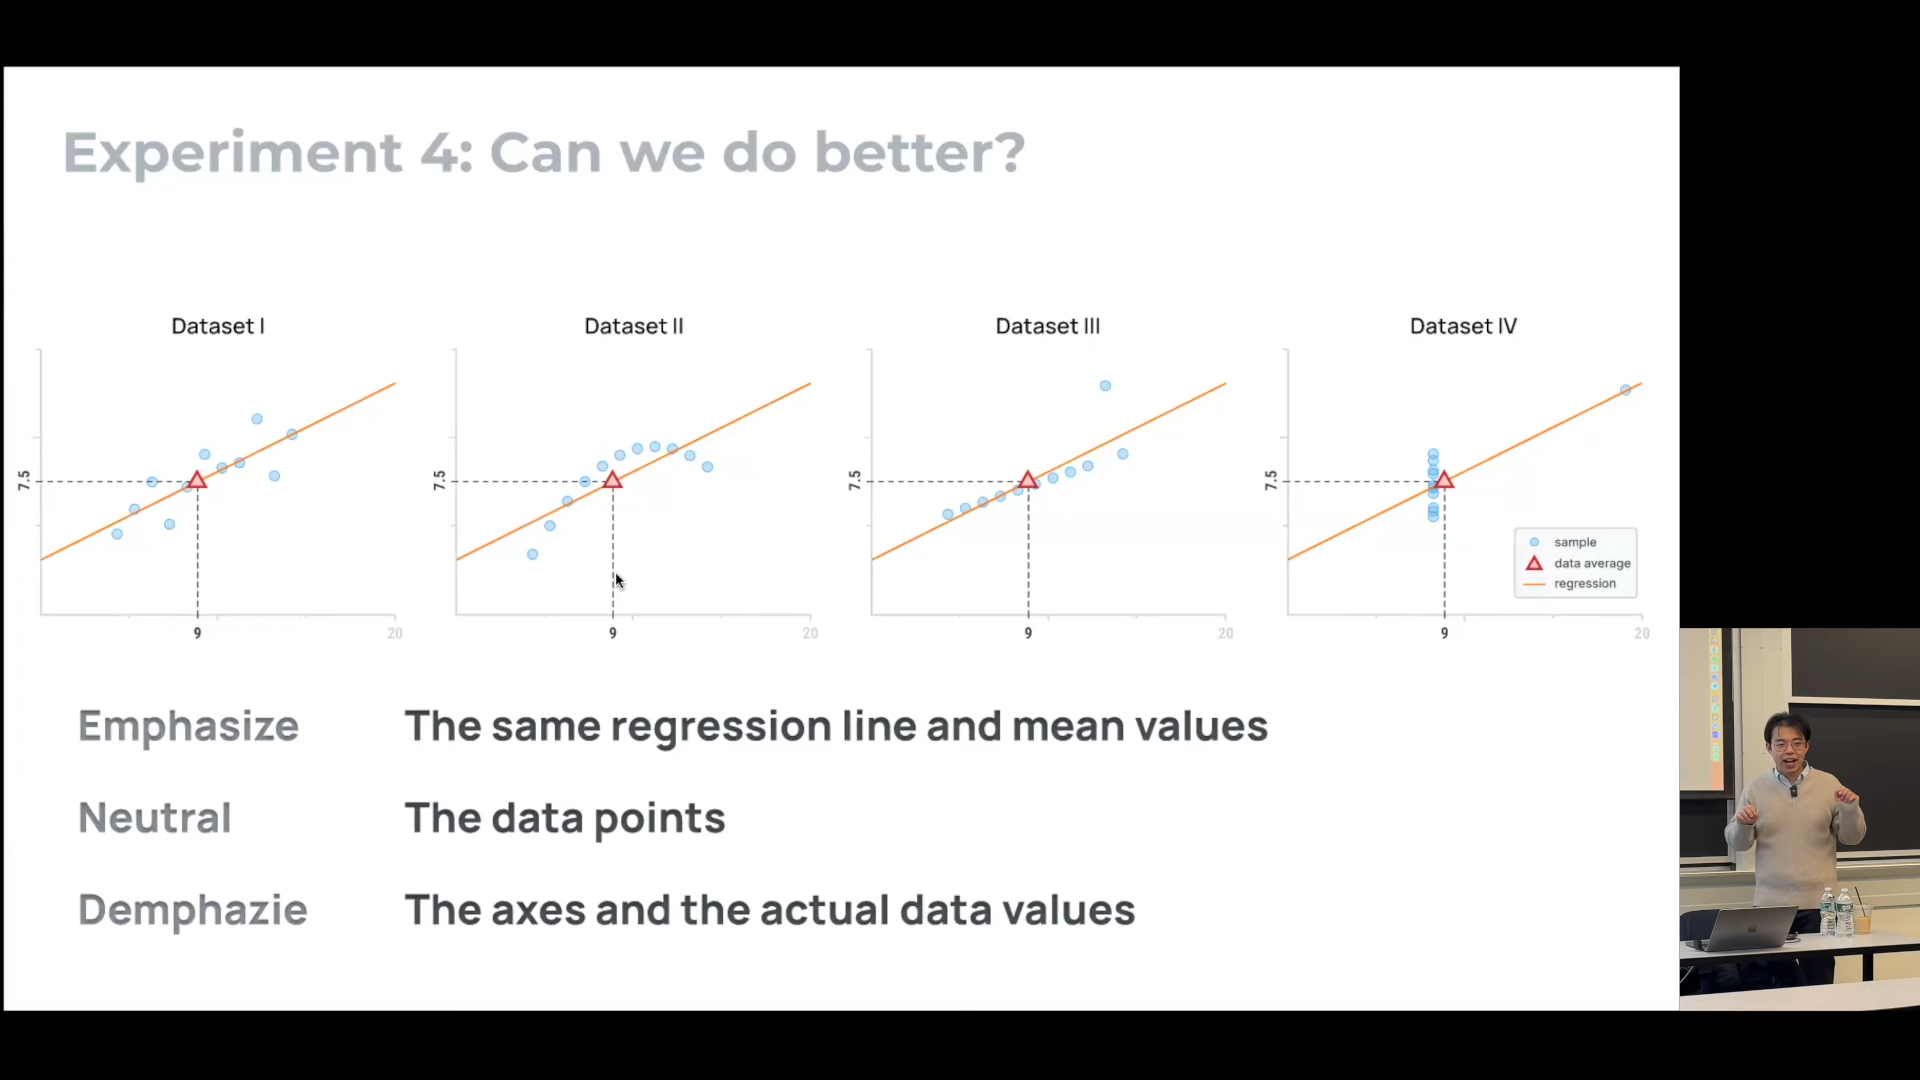 Experiment 4: Can we do better?
Dataset I
Dataset II
Dataset III
Dataset IV
7.5
7.5
7.5
7.5
sample
data average
regression
9
20
9
20
9
20
9
20
Emphasize
The same regression line and mean values
Neutral
The data points
Demphazie
The axes and the actual data values